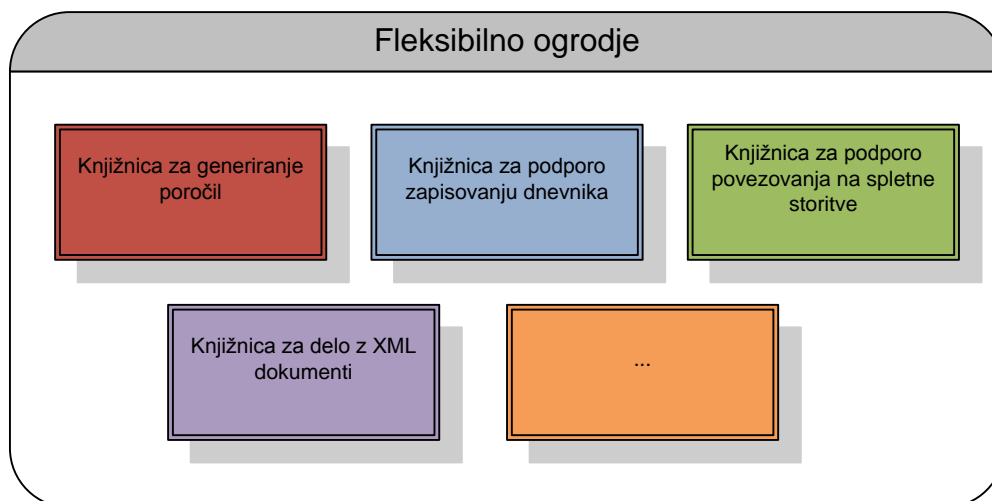 Fleksibilno ogrodje
Knjižnica za generiranje
poročil
Knjižnica za podporo
zapisovanju dnevnika
Knjižnica za podporo
povezovanja na spletne
storitve
Knjižnica za delo z XML
dokumenti
...